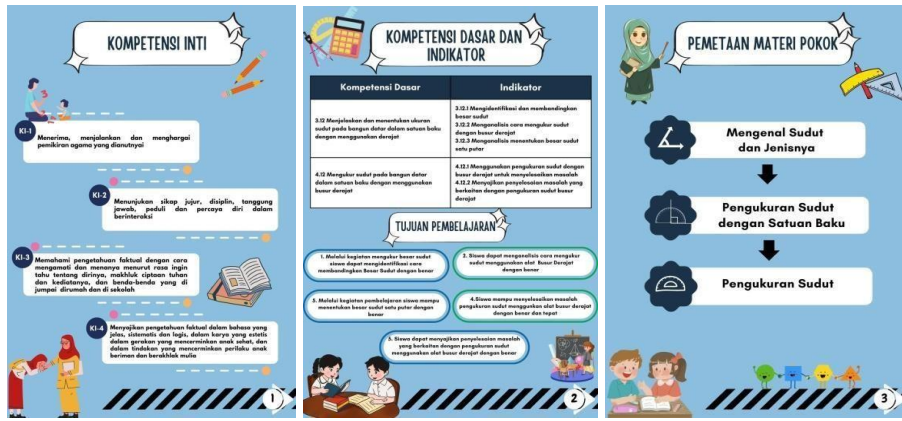 KOMPETENSI INTI
KI-1
Menerima, menjalankan dan menghargai
pemikiran agama yang dianutnyai
KI-2
Menunjukan sikap jujur, disiplin, tanggung
jawab, peduli dan percaya diri dalam
berinteraksi
KI-3
Memahami pengetahuan faktual dengan cara
mengamati dan menanya menurut rasa ingin
tahu tentang dirinya, makhluk ciptaan tuhan
dan kediatanya, dan benda-benda yang di
jumpai dirumah dan di sekolah
KI-4
Menyajikan pengetahuan faktual dalam bahasa yang
jelas, sistematis dan logis, dalam karya yang estetis
dalam gerakan yang mencerminkan anak sehat, dan
dalam tindakan yang mencerminkan perilaku anak
beriman dan berakhlak mulia
1
KOMPETENSI DASAR DAN
INDIKATOR
Kompetensi Dasar
Indikator
3.12 Menjelaskan dan menentukan ukuran
sudut pada bangun datar dalam satuan baku
dengan menggunakan derajat
3.12.1 Mengidentifikasi dan membandingkan
besar sudut
3.12.2 Menganalisis cara mengukur sudut
dengan busur derajat
3.12.3 Menganalisis menentukan besar sudut
satu putar
4.12 Mengukur sudut pada bangun datar
dalam satuan baku dengan menggunakan
busur derajat
4.12.1 Menggunakan pengukuran sudut dengan
busur derajat untuk menyelesaikan masalah
4.12.2 Menyajikan penyelesaian masalah yang
berkaitan dengan pengukuran sudut busur
derajat
TUJUAN PEMBELAJARAN
1. Melalui kegiatan mengukur besar sudut
siswa dapat mengidentifikasi cara
membandingkan Besar Sudut dengan benar
2. Siswa dapat menganalisis cara mengukur
sudut menggunakan alat Busur Derajat
dengan benar
3. Melalui kegiatan pembelajaran siswa mampu
menentukan besar sudut satu putar dengan
benar
4.Siswa mampu menyelesaikan masalah
pengukuran sudut menggunakan alat busur derajat
dengan benar dan tepat
5. Siswa dapat menyajikan penyelesaian masalah
yang berkaitan dengan pengukuran sudut
menggunakan alat busur derajat dengan benar
2
PEMETAAN MATERI POKOK
Mengenal Sudut
dan Jenisnya
Pengukuran Sudut
dengan Satuan Baku
Pengukuran Sudut
3